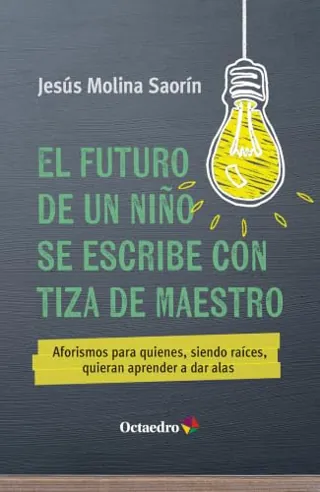 Jesús Molina Saorín
EL FUTURO
DE UN NIÑO
SE ESCRIBE CON
TIZA DE MAESTRO
Aforismos para quienes, siendo raíces,
quieran aprender a dar alas
Octaedro